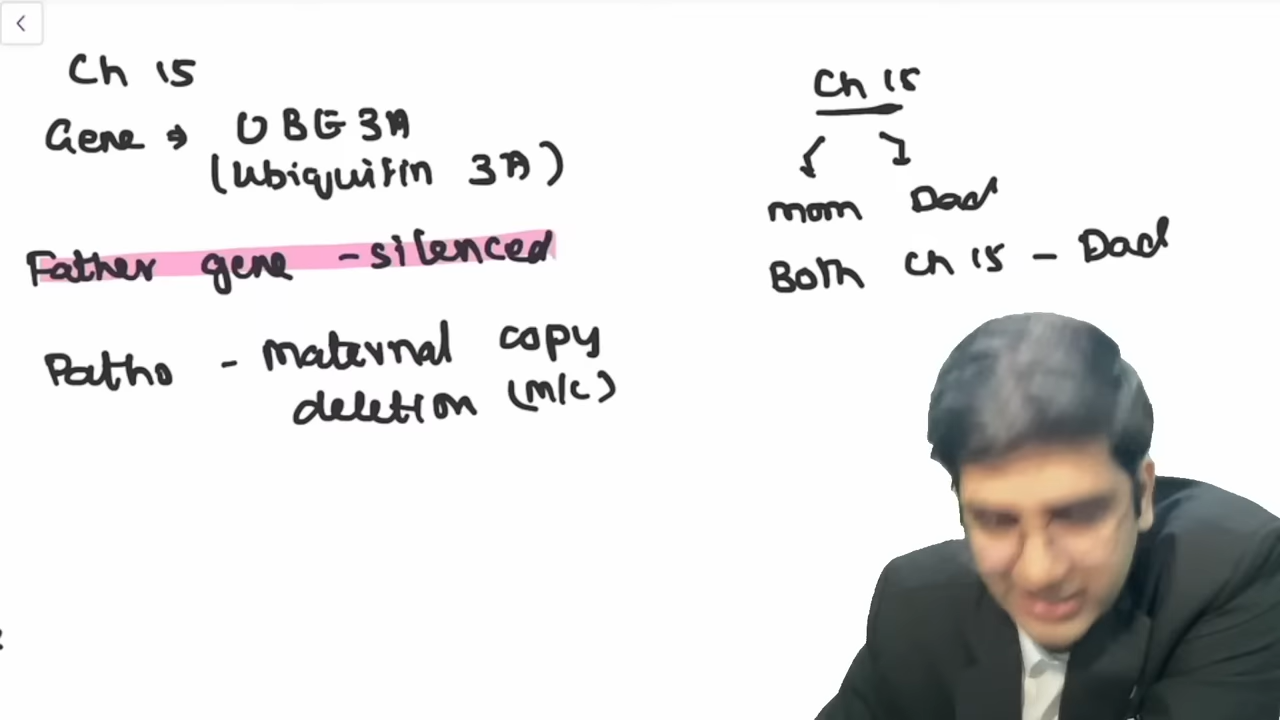 Ch 15
Gene ⇒ UBE3A
(Ubiquitin 3A)
Father gene - silenced
Patho - maternal copy
deletion (m/c)
Ch 15
mom Dad
Both Ch 15 - Dad